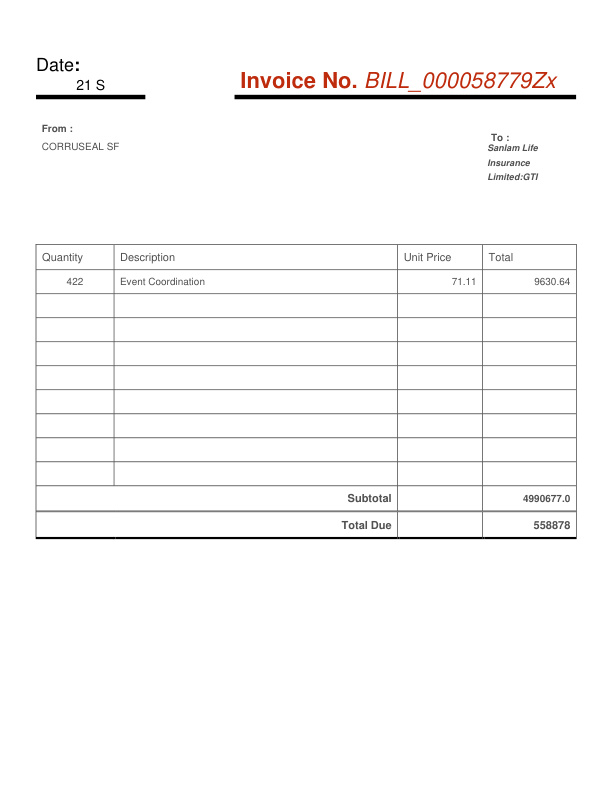 Date:
21 S
Invoice No. BILL_000058779Zx
From :
CORRUSEAL SF
To :
Sanlam Life
Insurance
Limited:GTI
Quantity Description Unit Price Total
422 Event Coordination 71.11 9630.64
Subtotal 4990677.0
Total Due 558878